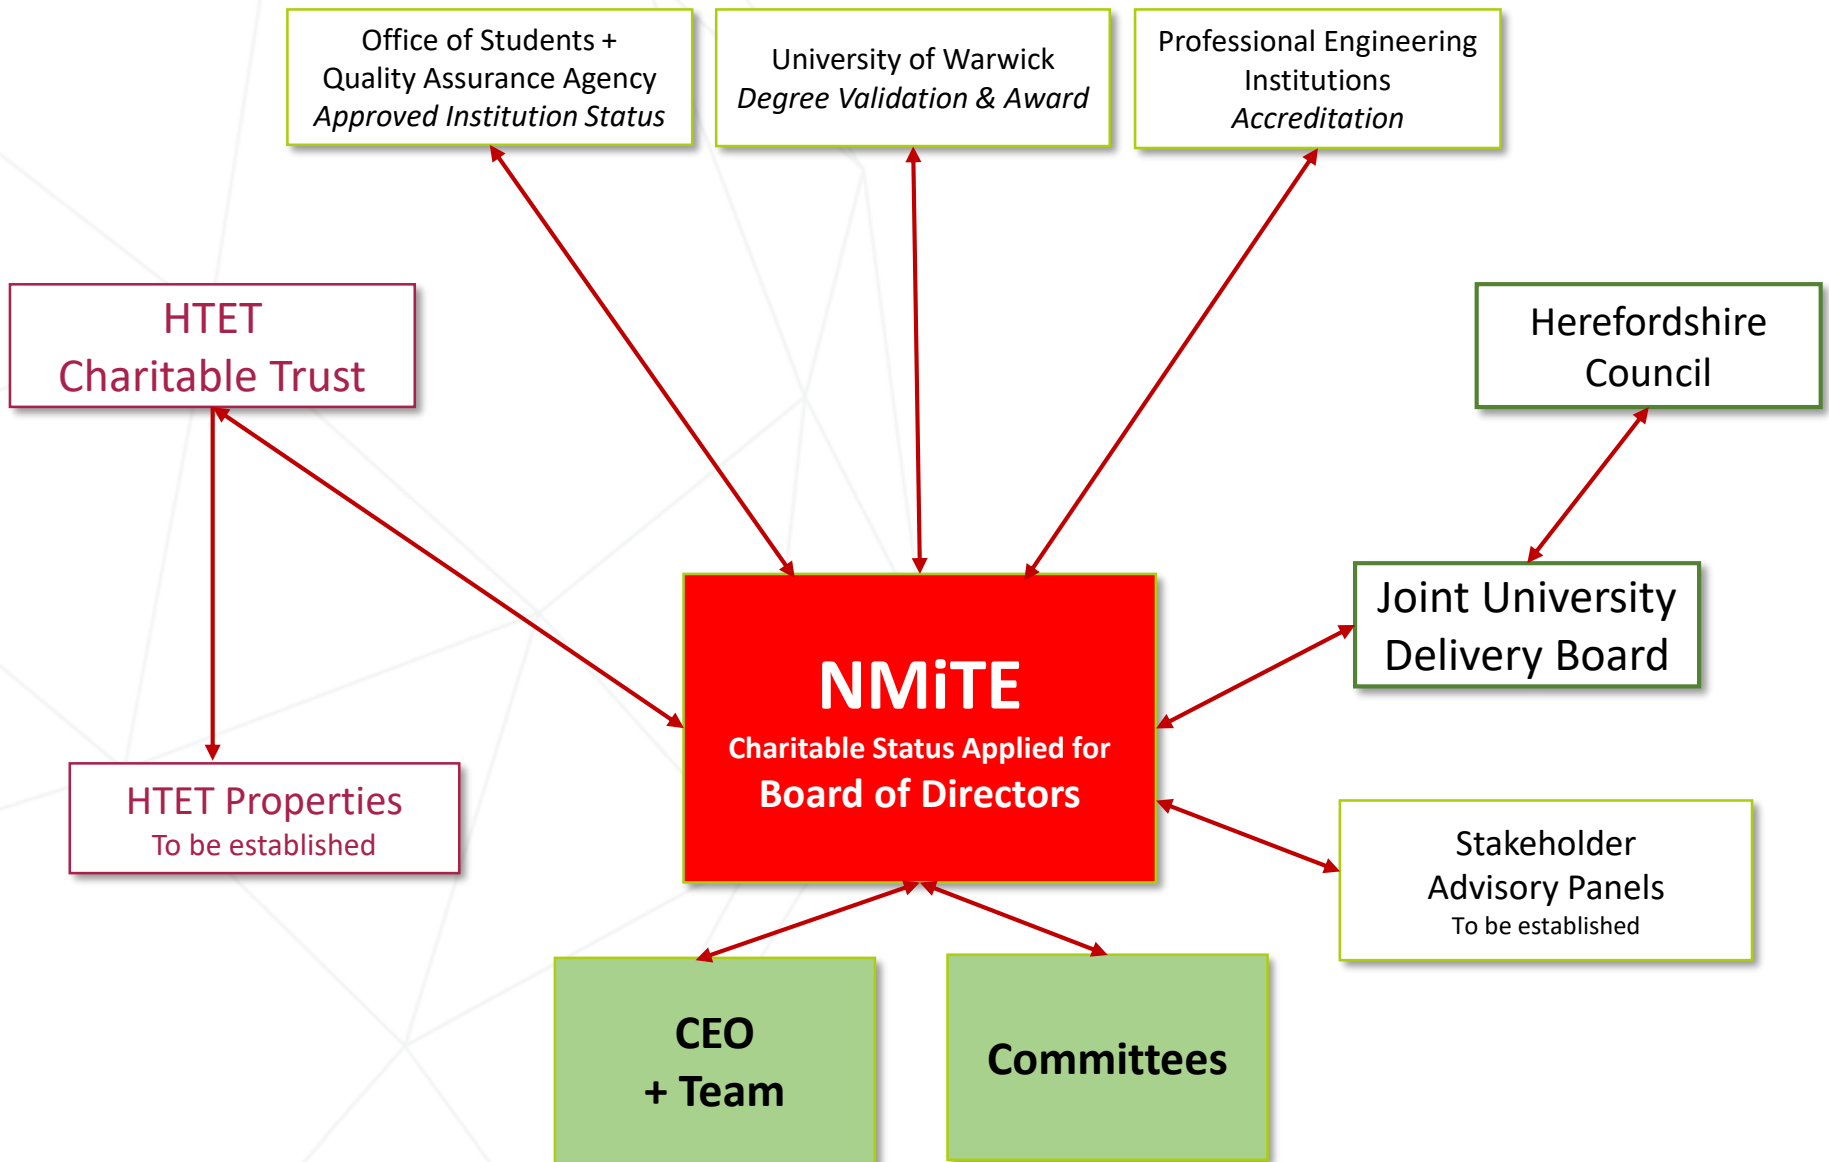 Office of Students +
Quality Assurance Agency
Approved Institution Status
University of Warwick
Degree Validation & Award
Professional Engineering
Institutions
Accreditation
HTET
Charitable Trust
Herefordshire
Council
Joint University
Delivery Board
NMiTE
Charitable Status Applied for
Board of Directors
HTET Properties
To be established
Stakeholder
Advisory Panels
To be established
CEO
+ Team
Committees